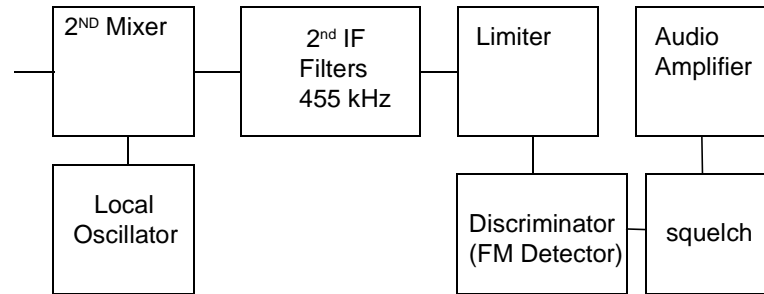 2ND Mixer
2nd IF
Filters
455 kHz
Limiter
Audio
Amplifier
Local
Oscillator
Discriminator
(FM Detector)
squelch